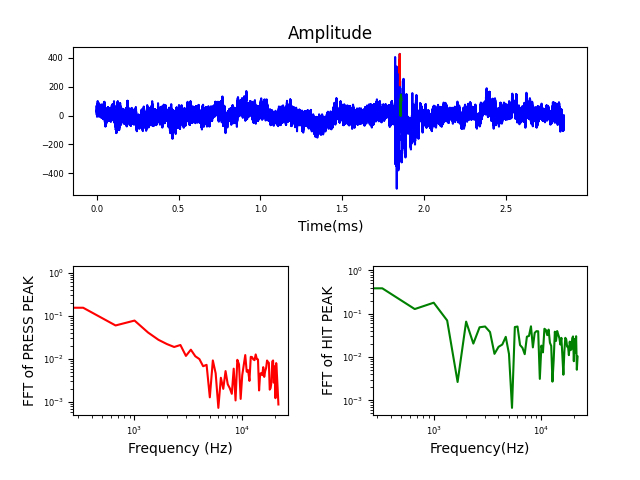 Amplitude
400
200
0
−200
−400
0.0 0.5 1.0 1.5 2.0 2.5
Time(ms)
FFT of PRESS PEAK
10⁰
10⁻¹
10⁻²
10⁻³
10³ 10⁴
Frequency (Hz)
FFT of HIT PEAK
10⁰
10⁻¹
10⁻²
10⁻³
10³ 10⁴
Frequency(Hz)